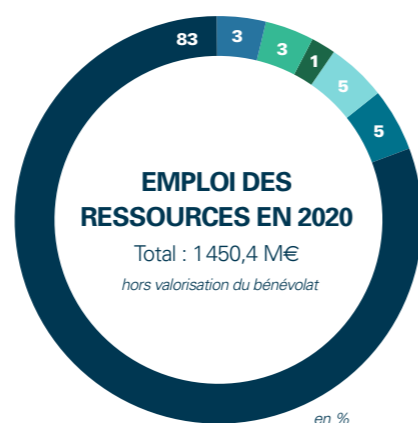 83
3
3
1
5
5
EMPLOI DES
RESSOURCES EN 2020
Total : 1 450,4 M€
hors valorisation du bénévolat
en %